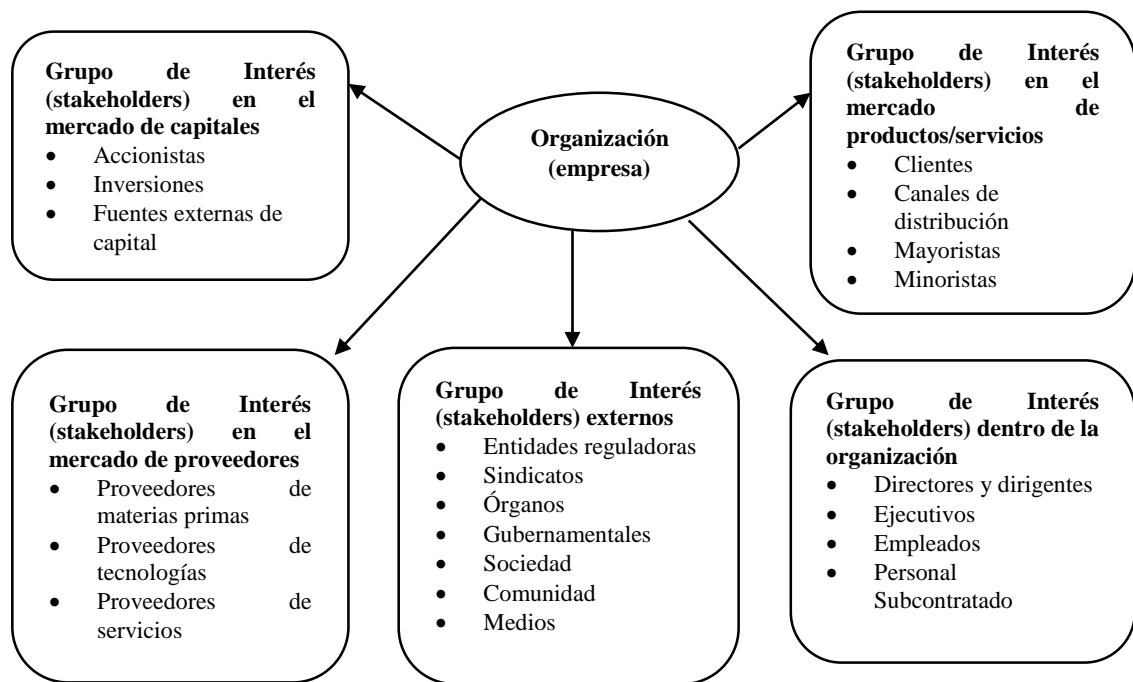 Grupo de Interés
(stakeholders) en el
mercado de capitales
• Accionistas
• Inversiones
• Fuentes externas de
capital
Organización
(empresa)
Grupo de Interés
(stakeholders) en el
mercado de
productos/servicios
• Clientes
• Canales de
distribución
• Mayoristas
• Minoristas
Grupo de Interés
(stakeholders) en el
mercado de proveedores
• Proveedores de
materias primas
• Proveedores de
tecnologías
• Proveedores de
servicios
Grupo de Interés
(stakeholders) externos
• Entidades reguladoras
• Sindicatos
• Órganos
• Gubernamentales
• Sociedad
• Comunidad
• Medios
Grupo de Interés
(stakeholders) dentro de la
organización
• Directores y dirigentes
• Ejecutivos
• Empleados
• Personal
Subcontratado